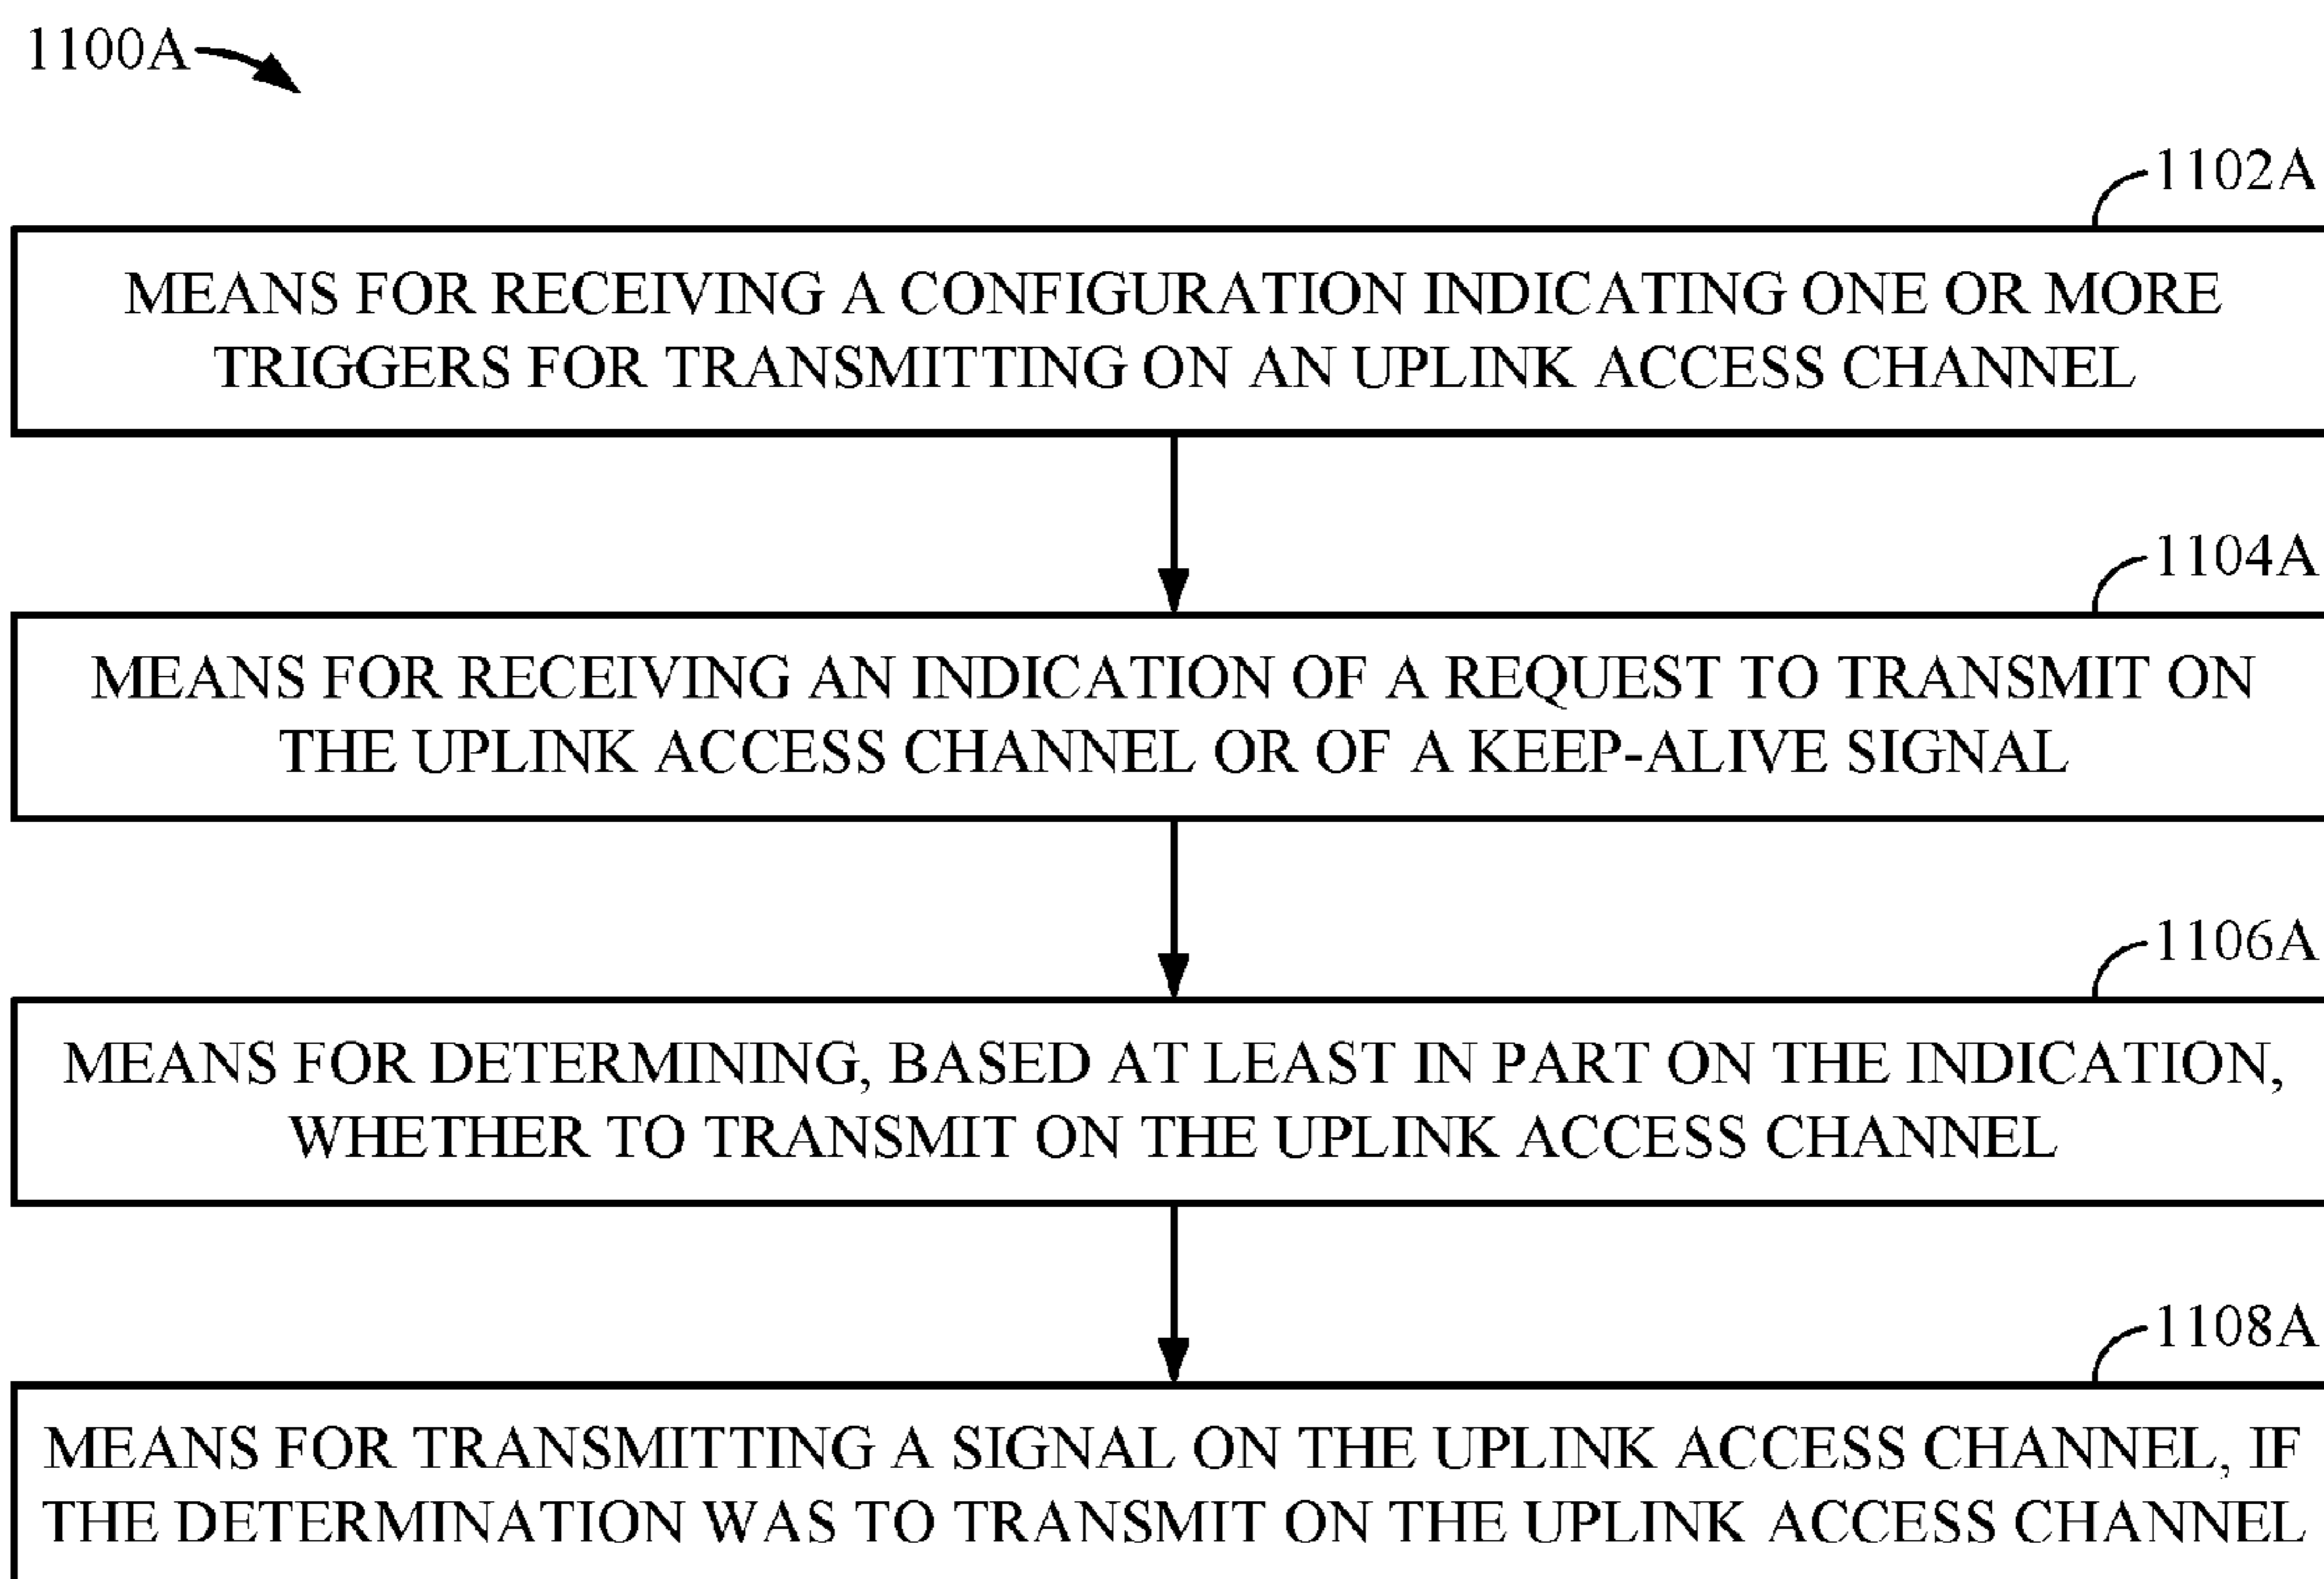 1100A
1102A
MEANS FOR RECEIVING A CONFIGURATION INDICATING ONE OR MORE
TRIGGERS FOR TRANSMITTING ON AN UPLINK ACCESS CHANNEL
1104A
MEANS FOR RECEIVING AN INDICATION OF A REQUEST TO TRANSMIT ON
THE UPLINK ACCESS CHANNEL OR OF A KEEP-ALIVE SIGNAL
1106A
MEANS FOR DETERMINING, BASED AT LEAST IN PART ON THE INDICATION,
WHETHER TO TRANSMIT ON THE UPLINK ACCESS CHANNEL
1108A
MEANS FOR TRANSMITTING A SIGNAL ON THE UPLINK ACCESS CHANNEL, IF
THE DETERMINATION WAS TO TRANSMIT ON THE UPLINK ACCESS CHANNEL